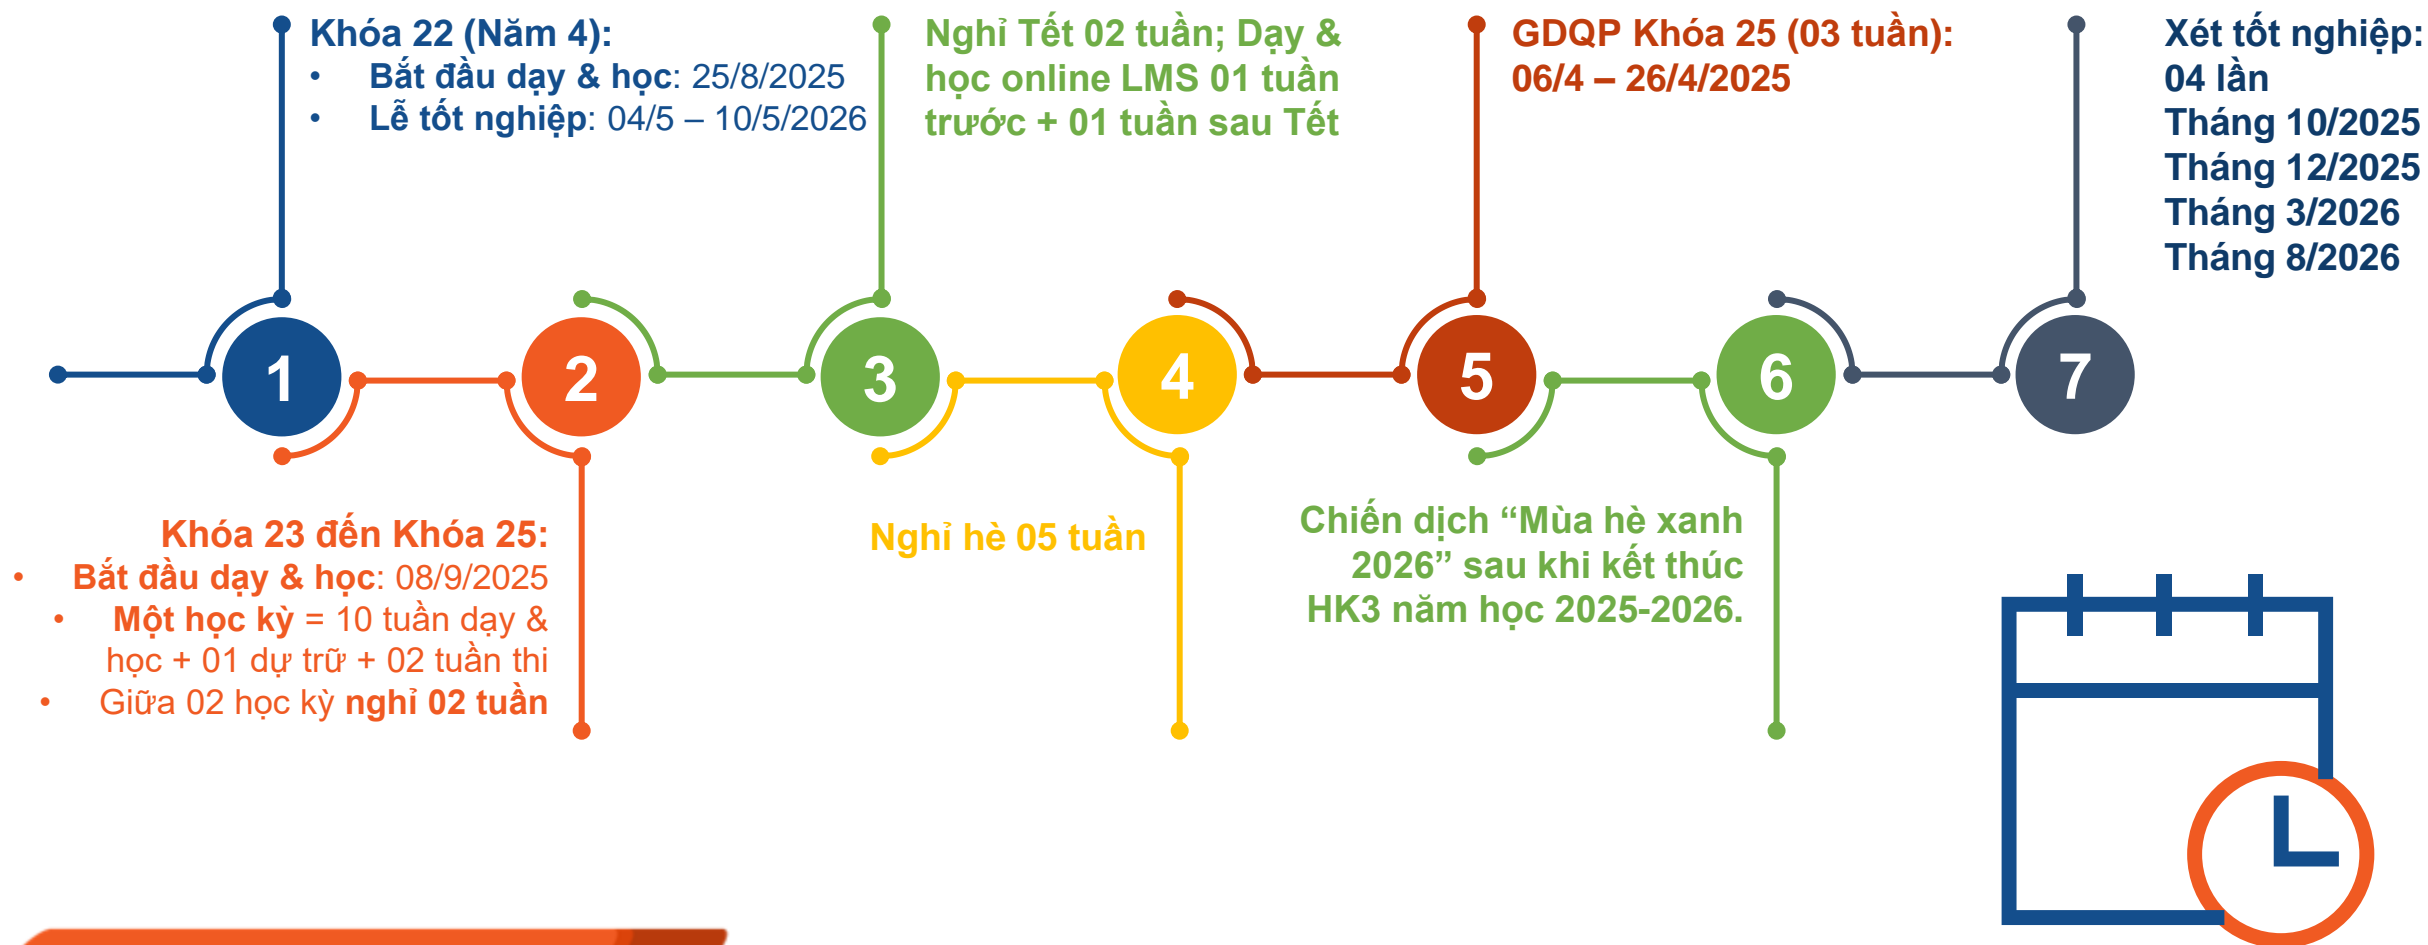 Khóa 22 (Năm 4):
• Bắt đầu dạy & học: 25/8/2025
• Lễ tốt nghiệp: 04/5 – 10/5/2026
Nghỉ Tết 02 tuần; Dạy &
học online LMS 01 tuần
trước + 01 tuần sau Tết
GDQP Khóa 25 (03 tuần):
06/4 – 26/4/2025
Xét tốt nghiệp:
04 lần
Tháng 10/2025
Tháng 12/2025
Tháng 3/2026
Tháng 8/2026
1
2
3
4
5
6
7
Khóa 23 đến Khóa 25:
• Bắt đầu dạy & học: 08/9/2025
• Một học kỳ = 10 tuần dạy &
học + 01 dự trữ + 02 tuần thi
• Giữa 02 học kỳ nghỉ 02 tuần
Nghỉ hè 05 tuần
Chiến dịch “Mùa hè xanh
2026” sau khi kết thúc
HK3 năm học 2025-2026.